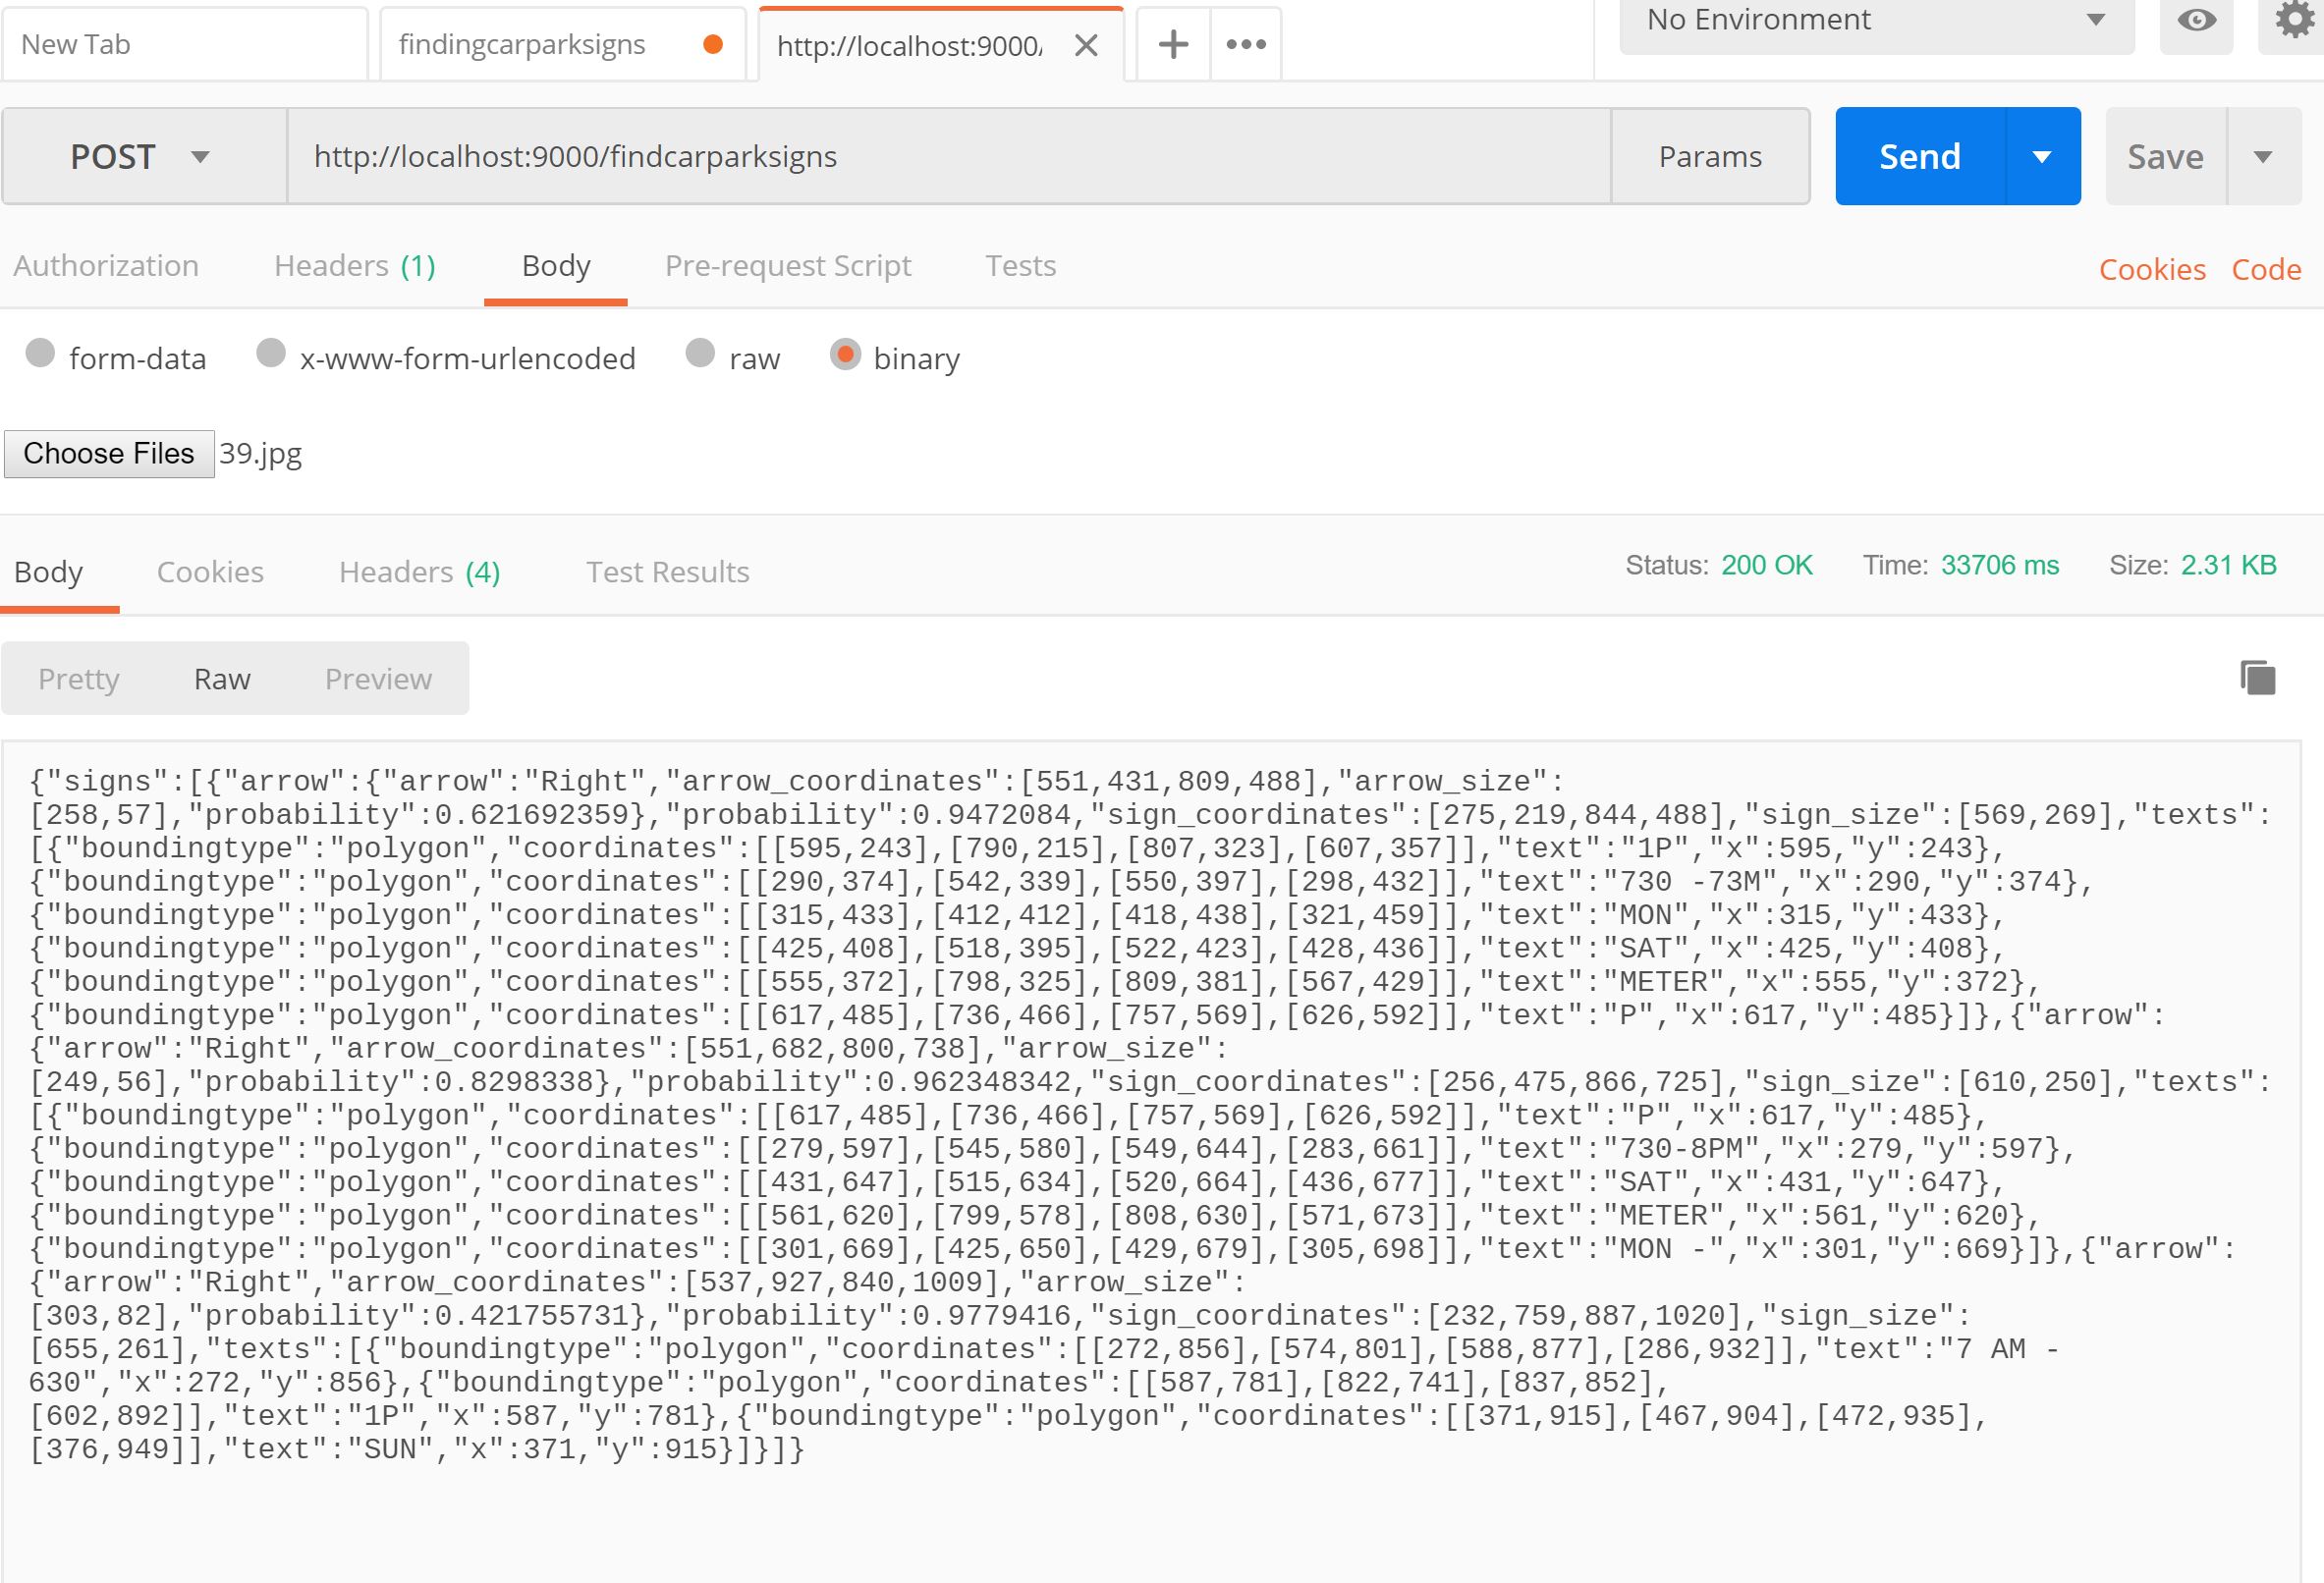 New Tab findingcarparksigns http://localhost:9000/ No Environment
POST http://localhost:9000/findcarparksigns Params Send Save
Authorization Headers (1) Body Pre-request Script Tests Cookies Code
form-data x-www-form-urlencoded raw binary
Choose Files 39.jpg
Body Cookies Headers (4) Test Results Status: 200 OK Time: 33706 ms Size: 2.31 KB
Pretty Raw Preview
{"signs":[{"arrow":{"arrow":"Right","arrow_coordinates":[551,431,809,488],"arrow_size":
[258,57],"probability":0.621692359},"probability":0.9472084,"sign_coordinates":[275,219,844,488],"sign_size":[569,269],"texts":
[{"boundingtype":"polygon","coordinates":[[595,243],[790,215],[807,323],[607,357]],"text":"1P","x":595,"y":243},
{"boundingtype":"polygon","coordinates":[[290,374],[542,339],[550,397],[298,432]],"text":"730 -73M","x":290,"y":374},
{"boundingtype":"polygon","coordinates":[[315,433],[412,412],[418,438],[321,459]],"text":"MON","x":315,"y":433},
{"boundingtype":"polygon","coordinates":[[425,408],[518,395],[522,423],[428,436]],"text":"SAT","x":425,"y":408},
{"boundingtype":"polygon","coordinates":[[555,372],[798,325],[809,381],[567,429]],"text":"METER","x":555,"y":372},
{"boundingtype":"polygon","coordinates":[[617,485],[736,466],[757,569],[626,592]],"text":"P","x":617,"y":485}]},{"arrow":
{"arrow":"Right","arrow_coordinates":[551,682,800,738],"arrow_size":
[249,56],"probability":0.8298338},"probability":0.962348342,"sign_coordinates":[256,475,866,725],"sign_size":[610,250],"texts":
[{"boundingtype":"polygon","coordinates":[[617,485],[736,466],[757,569],[626,592]],"text":"P","x":617,"y":485},
{"boundingtype":"polygon","coordinates":[[279,597],[545,580],[549,644],[283,661]],"text":"730-8PM","x":279,"y":597},
{"boundingtype":"polygon","coordinates":[[431,647],[515,634],[520,664],[436,677]],"text":"SAT","x":431,"y":647},
{"boundingtype":"polygon","coordinates":[[561,620],[799,578],[808,630],[571,673]],"text":"METER","x":561,"y":620},
{"boundingtype":"polygon","coordinates":[[301,669],[425,650],[429,679],[305,698]],"text":"MON -","x":301,"y":669}]},{"arrow":
{"arrow":"Right","arrow_coordinates":[537,927,840,1009],"arrow_size":
[303,82],"probability":0.421755731},"probability":0.9779416,"sign_coordinates":[232,759,887,1020],"sign_size":
[655,261],"texts":[{"boundingtype":"polygon","coordinates":[[272,856],[574,801],[588,877],[286,932]],"text":"7 AM -
630","x":272,"y":856},{"boundingtype":"polygon","coordinates":[[587,781],[822,741],[837,852],
[602,892]],"text":"1P","x":587,"y":781},{"boundingtype":"polygon","coordinates":[[371,915],[467,904],[472,935],
[376,949]],"text":"SUN","x":371,"y":915}]}]}